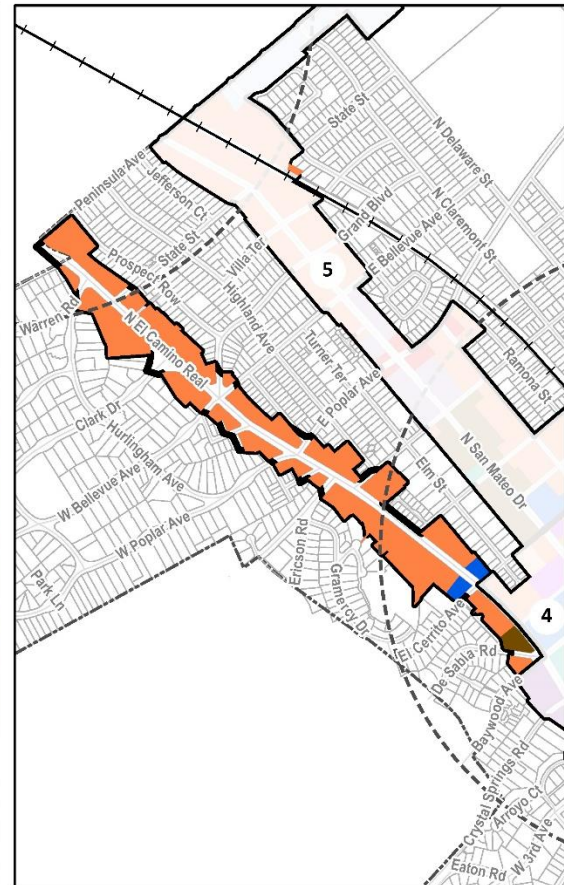 State St
N Delaware St
Peninsula Ave
Jefferson Ct
Grand Blvd
N Claremont St
E Bellevue Ave
State St
Villa Ter
5
Prospect Row
Highland Ave
Warren Rd
N El Camino Real
Turner Ter
Ramona St
E Poplar Ave
Clark Dr
Hurlingham Ave
W Bellevue Ave
Elm St
N San Mateo Dr
W Poplar Ave
Ericson Rd
Park Ln
Gramercy Dr
El Cerrito Ave
4
De Sabla Rd
Baywood Ave
Crystal Springs Rd
Arroyo Ct
W 3rd Ave
Eaton Rd